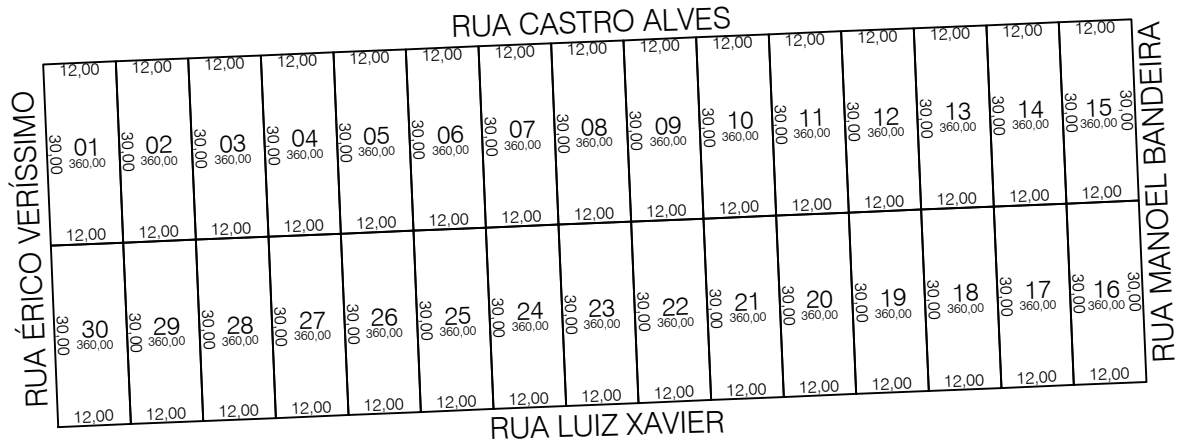 RUA CASTRO ALVES
12,00 12,00 12,00 12,00 12,00 12,00 12,00 12,00 12,00 12,00 12,00 12,00 12,00 12,00 12,00
RUA ÉRICO VERÍSSIMO
30,00 01 30,00 02 30,00 03 30,00 04 30,00 05 30,00 06 30,00 07 30,00 08 30,00 09 30,00 10 30,00 11 30,00 12 30,00 13 30,00 14 30,00 15 30,00
360,00 360,00 360,00 360,00 360,00 360,00 360,00 360,00 360,00 360,00 360,00 360,00 360,00 360,00 360,00
RUA MANOEL BANDEIRA
12,00 12,00 12,00 12,00 12,00 12,00 12,00 12,00 12,00 12,00 12,00 12,00 12,00 12,00 12,00
30,00 30 30,00 29 30,00 28 30,00 27 30,00 26 30,00 25 30,00 24 30,00 23 30,00 22 30,00 21 30,00 20 30,00 19 30,00 18 30,00 17 30,00 16 30,00
360,00 360,00 360,00 360,00 360,00 360,00 360,00 360,00 360,00 360,00 360,00 360,00 360,00 360,00 360,00
12,00 12,00 12,00 12,00 12,00 12,00 12,00 12,00 12,00 12,00 12,00 12,00 12,00 12,00 12,00
RUA LUIZ XAVIER